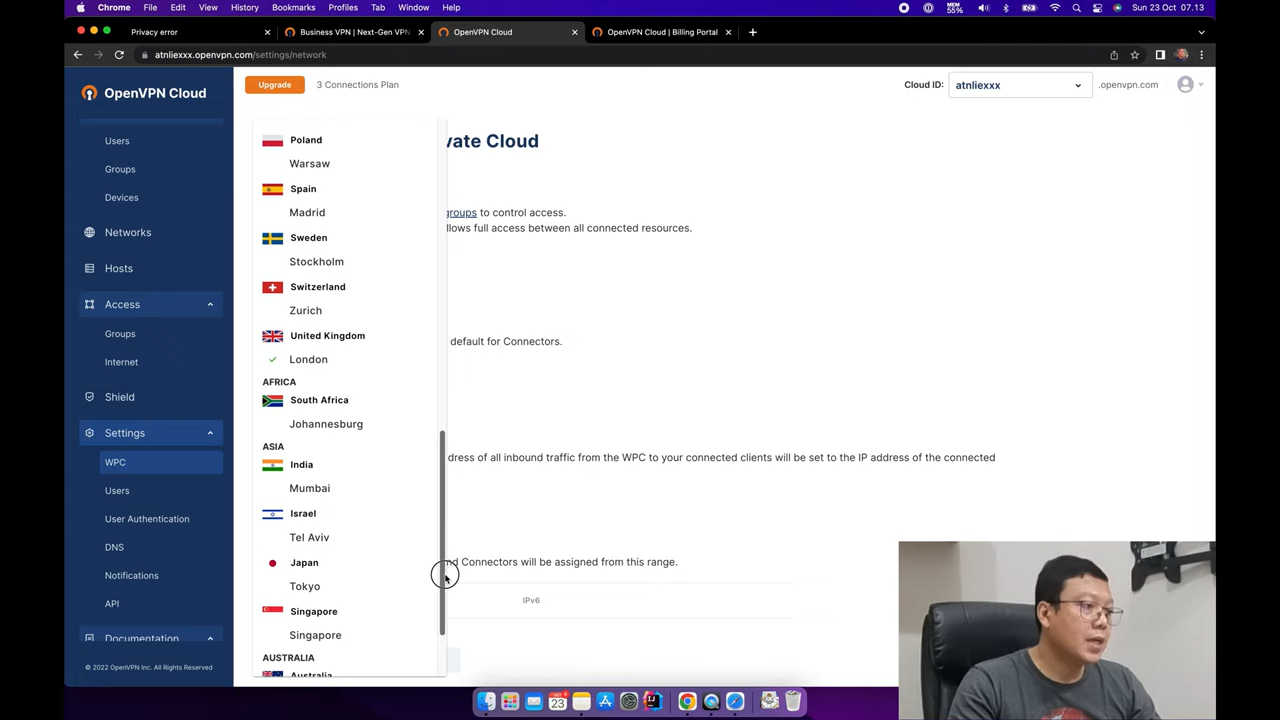 Chrome File Edit View History Bookmarks Profiles Tab Window Help MEM 55% Sun 23 Oct 07.13
Privacy error Business VPN | Next-Gen VPN OpenVPN Cloud OpenVPN Cloud | Billing Portal
atnliexxx.openvpn.com/settings/network
OpenVPN Cloud
Users
Groups
Devices
Networks
Hosts
Access
Groups
Internet
Shield
Settings
WPC
Users
User Authentication
DNS
Notifications
API
Documentation
© 2022 OpenVPN Inc. All Rights Reserved
Upgrade 3 Connections Plan Cloud ID: atnliexxx .openvpn.com
vate Cloud
groups to control access.
llows full access between all connected resources.
default for Connectors.
dress of all inbound traffic from the WPC to your connected clients will be set to the IP address of the connected
nd Connectors will be assigned from this range.
IPv6
Poland
Warsaw
Spain
Madrid
Sweden
Stockholm
Switzerland
Zurich
United Kingdom
London
AFRICA
South Africa
Johannesburg
ASIA
India
Mumbai
Israel
Tel Aviv
Japan
Tokyo
Singapore
Singapore
AUSTRALIA
Australia
OCT
23